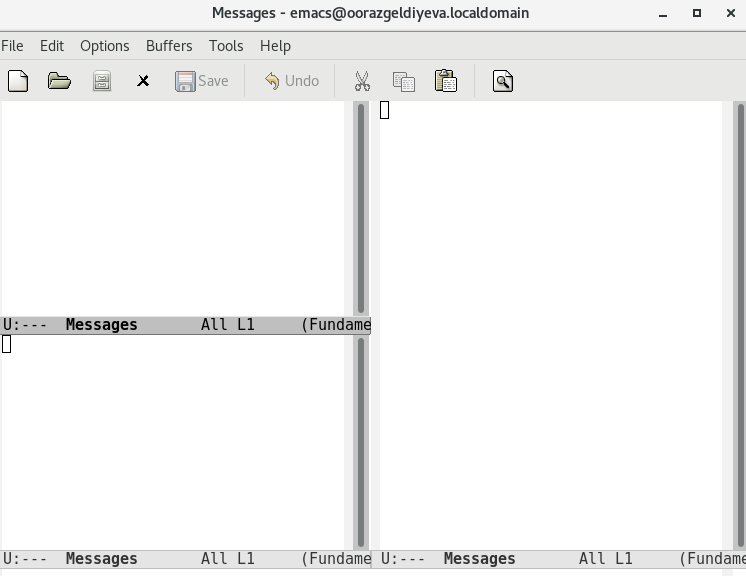 Messages - emacs@oorazgeldiyeva.localdomain
File Edit Options Buffers Tools Help
Save Undo
U:--- Messages All L1 (Fundame
U:--- Messages All L1 (Fundame
U:--- Messages All L1 (Fundame